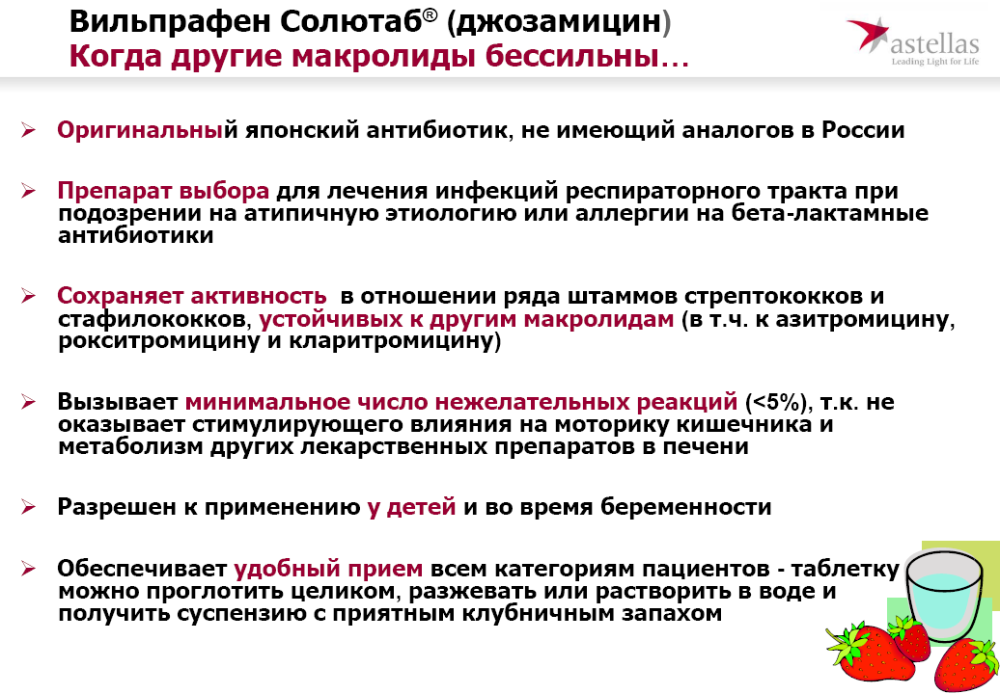 Вильпрафен Солютаб® (джозамицин)
Когда другие макролиды бессильны…
astellas
Leading Light for Life
➢ Оригинальный японский антибиотик, не имеющий аналогов в России
➢ Препарат выбора для лечения инфекций респираторного тракта при
подозрении на атипичную этиологию или аллергии на бета-лактамные
антибиотики
➢ Сохраняет активность в отношении ряда штаммов стрептококков и
стафилококков, устойчивых к другим макролидам (в т.ч. к азитромицину,
рокситромицину и кларитромицину)
➢ Вызывает минимальное число нежелательных реакций (<5%), т.к. не
оказывает стимулирующего влияния на моторику кишечника и
метаболизм других лекарственных препаратов в печени
➢ Разрешен к применению у детей и во время беременности
➢ Обеспечивает удобный прием всем категориям пациентов - таблетку
можно проглотить целиком, разжевать или растворить в воде и
получить суспензию с приятным клубничным запахом